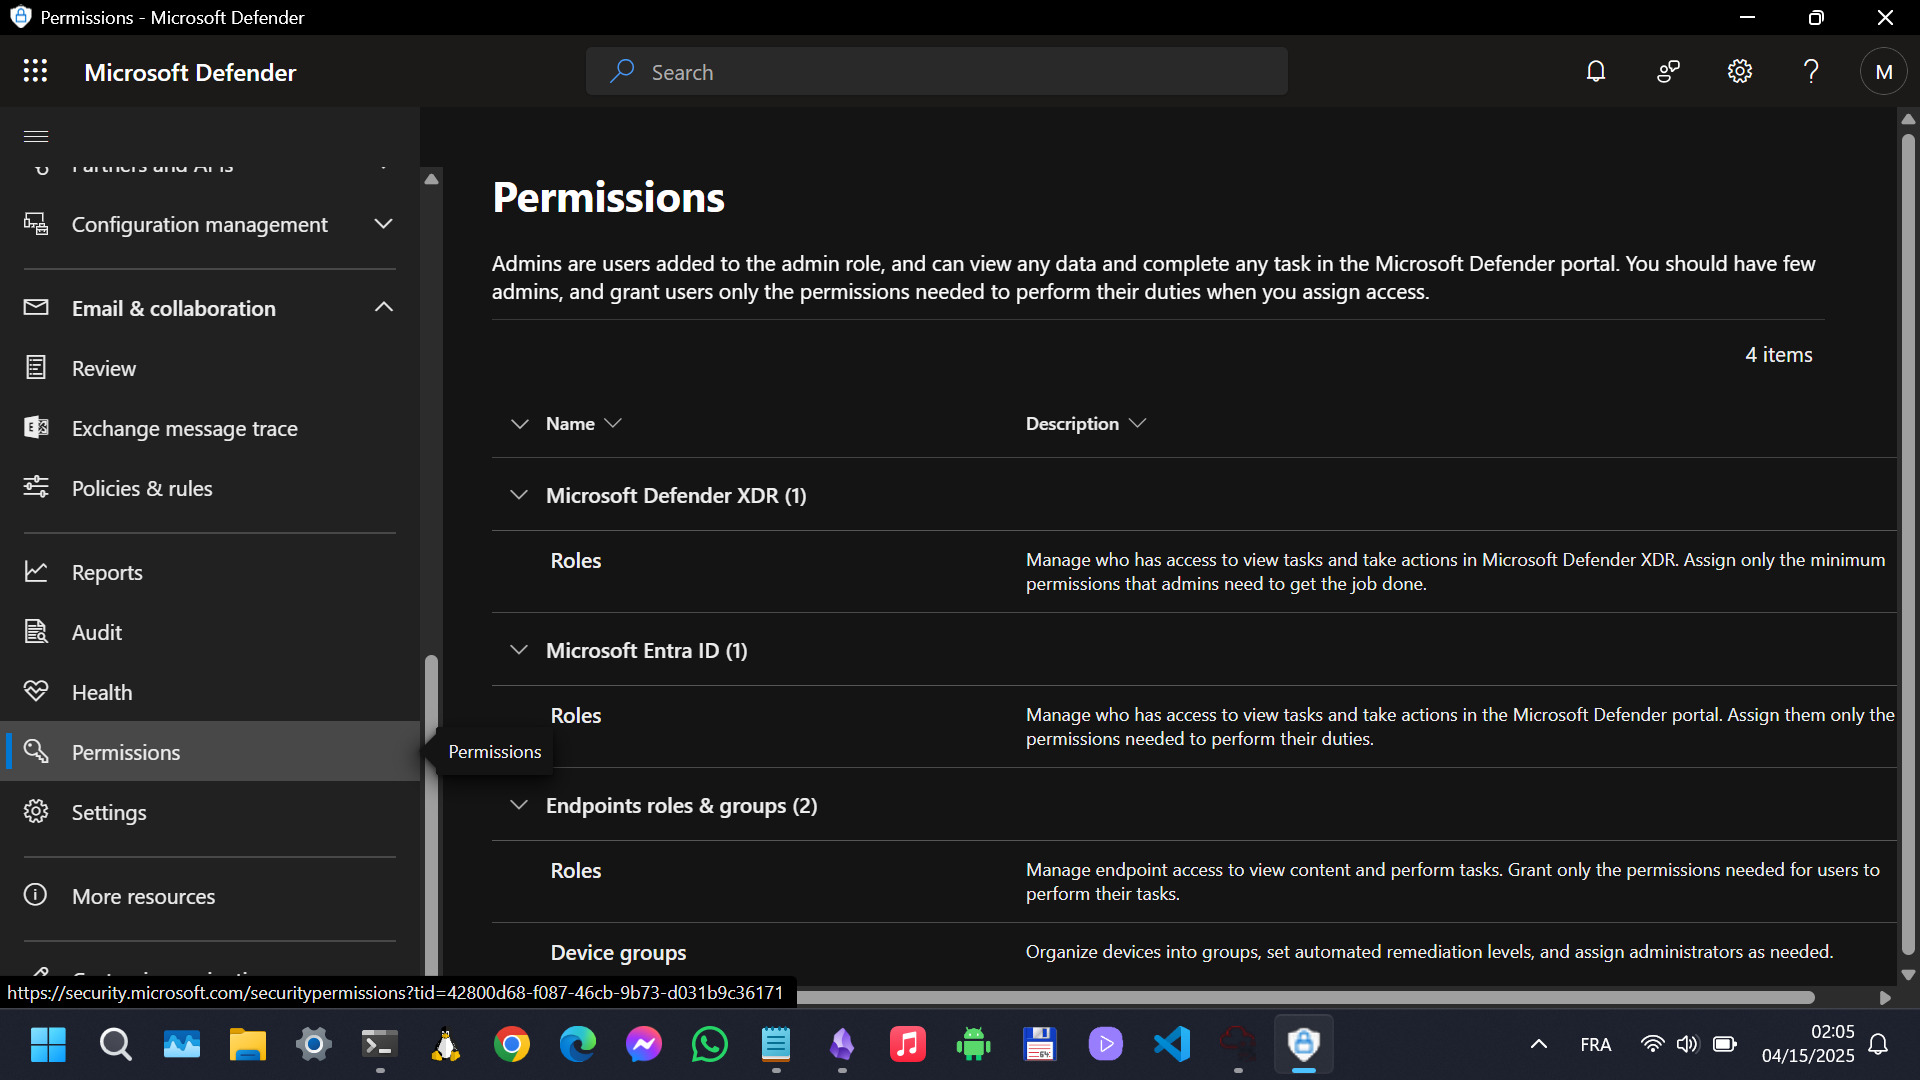 Permissions - Microsoft Defender
Microsoft Defender
Search
M
Partners and APIs
Configuration management
Email & collaboration
Review
Exchange message trace
Policies & rules
Reports
Audit
Health
Permissions
Settings
More resources
Permissions
Permissions
Admins are users added to the admin role, and can view any data and complete any task in the Microsoft Defender portal. You should have few
admins, and grant users only the permissions needed to perform their duties when you assign access.
4 items
Name
Description
Microsoft Defender XDR (1)
Roles
Manage who has access to view tasks and take actions in Microsoft Defender XDR. Assign only the minimum
permissions that admins need to get the job done.
Microsoft Entra ID (1)
Roles
Manage who has access to view tasks and take actions in the Microsoft Defender portal. Assign them only the
permissions needed to perform their duties.
Endpoints roles & groups (2)
Roles
Manage endpoint access to view content and perform tasks. Grant only the permissions needed for users to
perform their tasks.
Device groups
Organize devices into groups, set automated remediation levels, and assign administrators as needed.
https://security.microsoft.com/securitypermissions?tid=42800d68-f087-46cb-9b73-d031b9c36171
64
FRA
02:05
04/15/2025